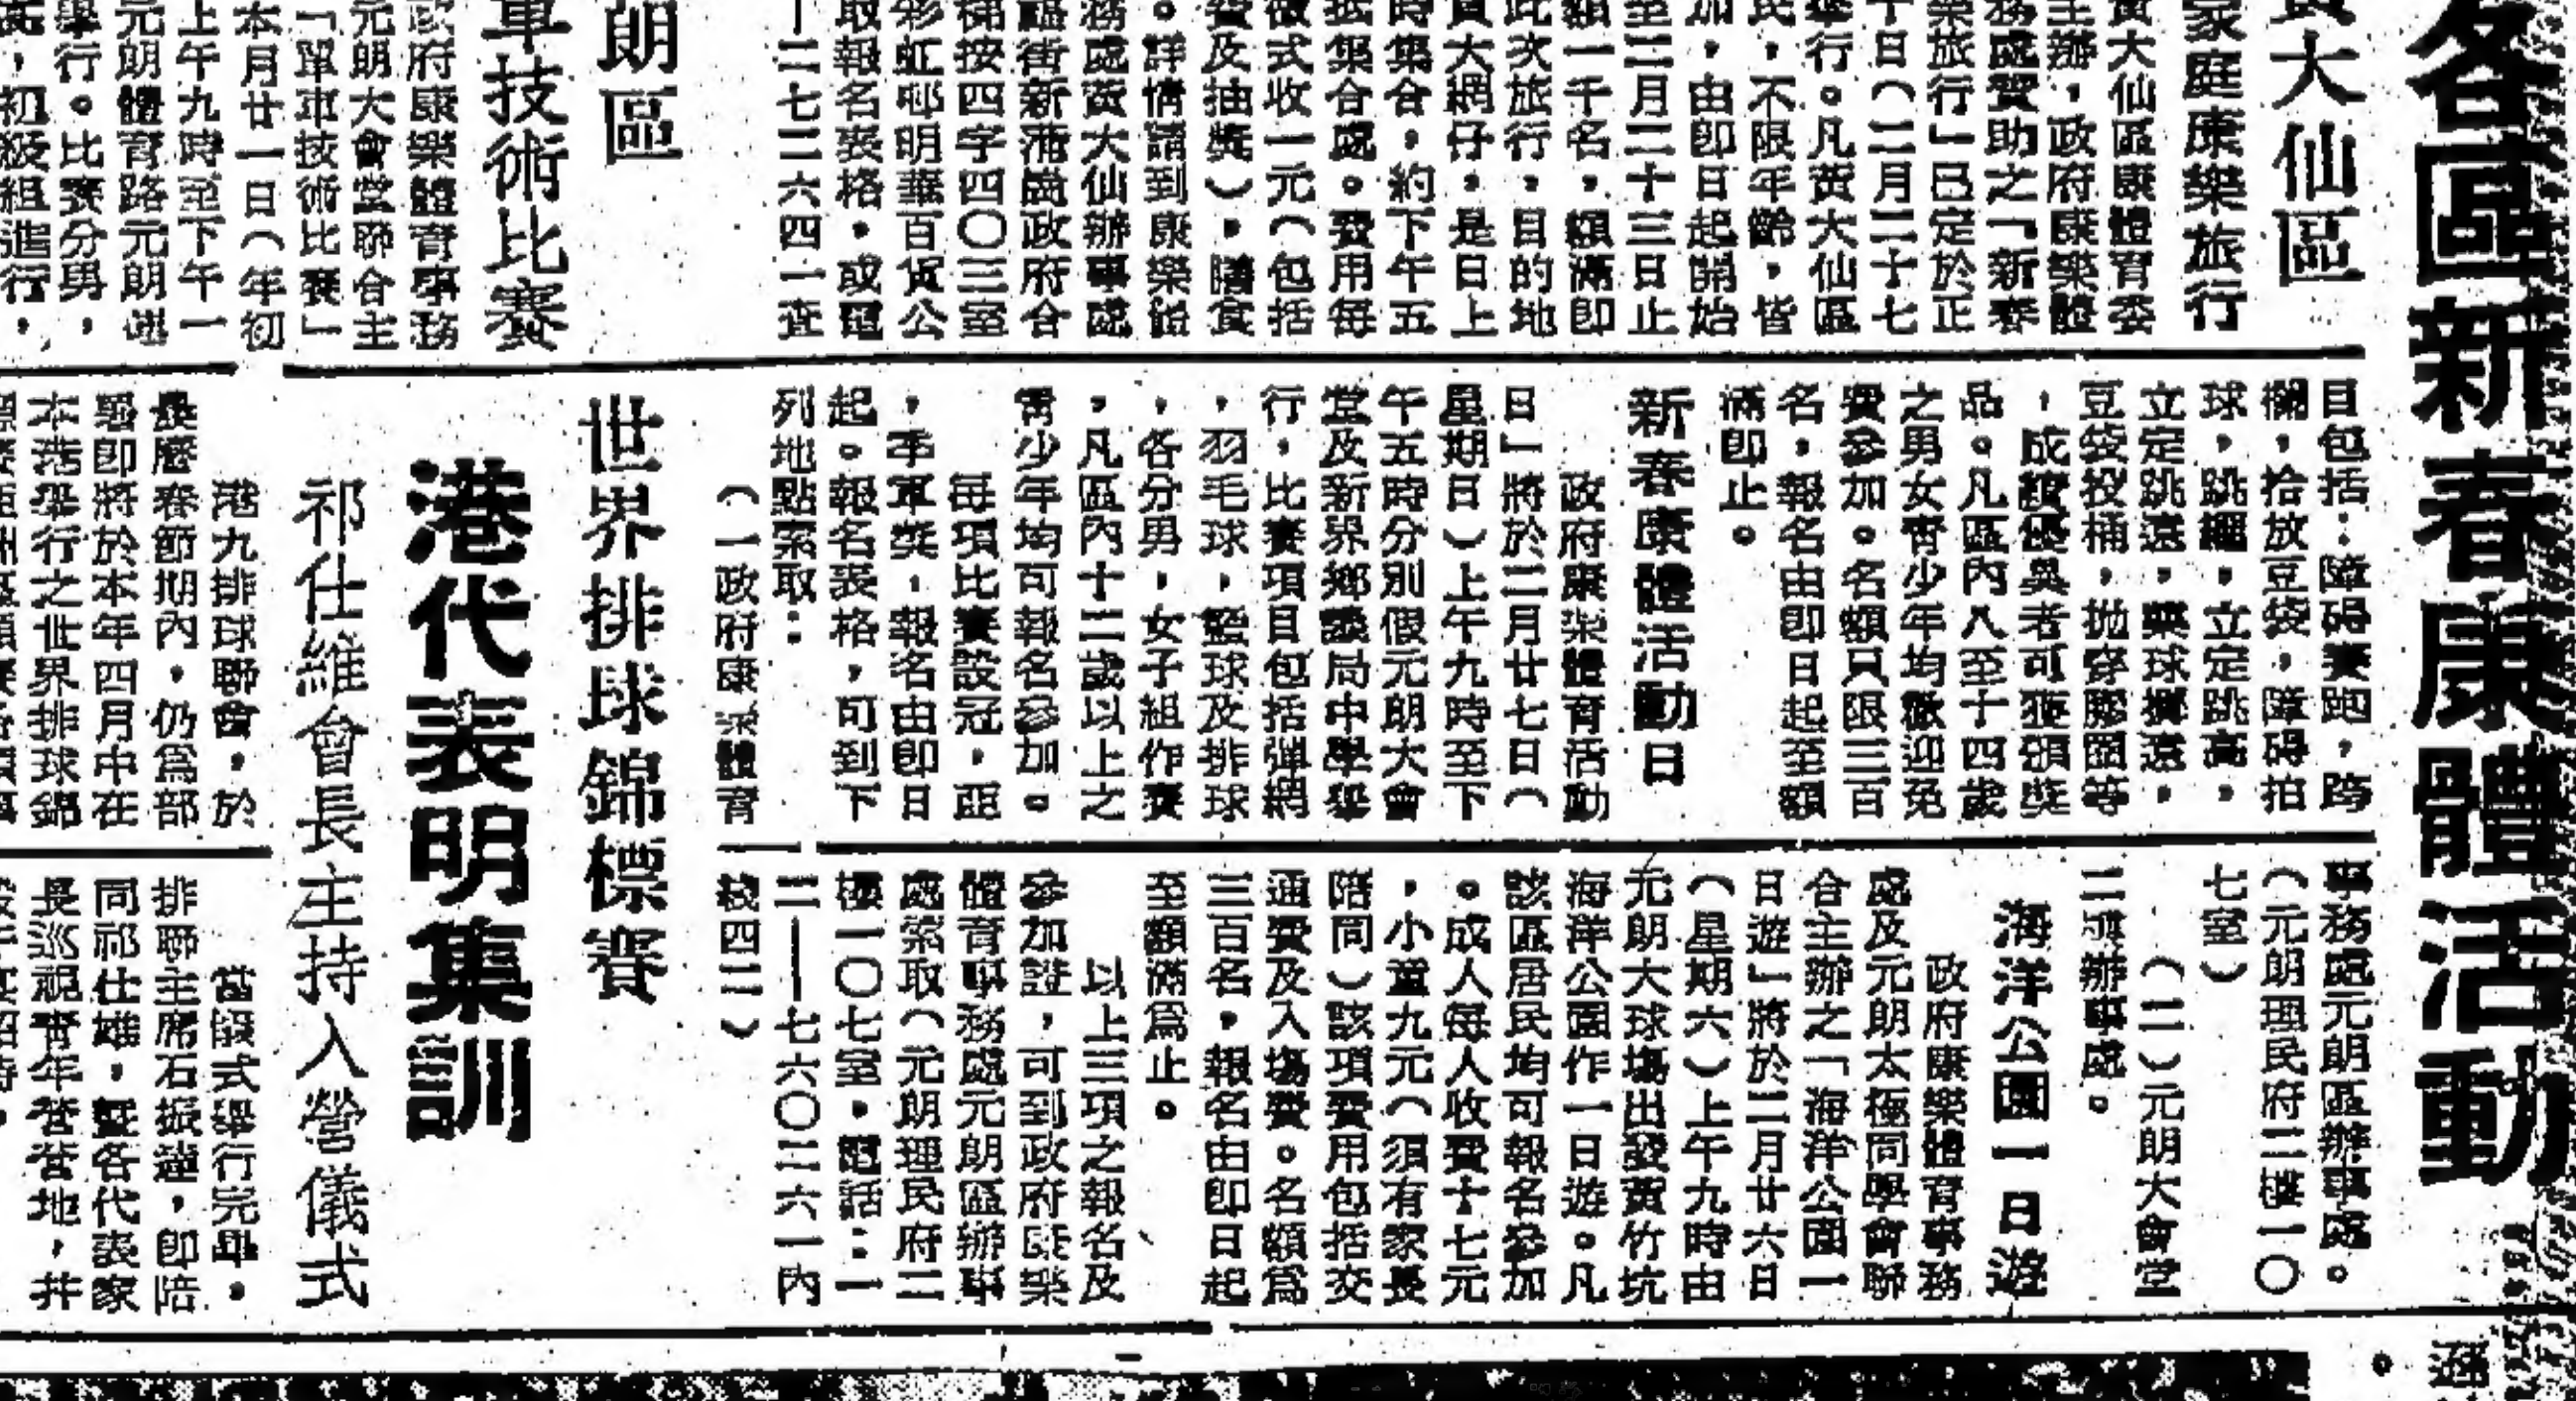 各區新春康體活動
黃大仙區
家庭康樂旅行
黃大仙區康體育委
主辦,政府康樂體
務處贊助之「新春
樂旅行」已定於正
十日(二月二十七
舉行。凡黃大仙區
民,不限年齡,皆
加,由即日起開始
至二月二十三日止
額一千名,額滿即
此次旅行,目的地
貢大網仔,是日上
時集合,約下午五
抵集合處。費用每
徵式收一元(包括
費及抽獎),膳食
。詳情請到康樂體
務處黃大仙辦事處
街新蒲崗政府合
梯按四字四〇三室
彩虹邨明華百貨公
取報名表格,或電
—二七二六四一查
朗區
車技術比賽
政府康樂體育事務
元朗大會堂聯合主
「單車技術比賽」
本月廿一日(年初
上午九時至下午一
元朗體育路元朗運
舉行。比賽分男,
,初級組進行,
目包括:障碍賽跑,跨
欄,拾放豆袋,障碍拍
球,跳繩,立定跳高,
立定跳遠,藥球擲遠,
豆袋投桶,拋穿膠圈等
,成績優異者可獲頒獎
品。凡區內八至十四歲
之男女青少年均歡迎免
費參加。名額只限三百
名,報名由即日起至額
滿即止。
新春康體活動日
政府康樂體育活動
日」將於二月廿七日(
星期日)上午九時至下
午五時分別假元朗大會
堂及新界鄉議局中學舉
行,比賽項目包括彈網
,羽毛球,籃球及排球
,各分男,女子組作賽
,凡區內十二歲以上之
青少年均可報名參加。
每項比賽設冠,亞
,季軍獎,報名由即日
起。報名表格,可到下
列地點索取:
(一政府康樂體育
事務處元朗區辦事處。
(元朗理民府二樓一〇
七室)
(二)元朗大會堂
二樓辦事處。
海洋公園一日遊
政府康樂體育事務
處及元朗太極同學會聯
合主辦之「海洋公園一
日遊」將於二月廿六日
(星期六)上午九時由
元朗大球場出發黃竹坑
海洋公園作一日遊。凡
該區居民均可報名參加
。成人每人收費十七元
,小童九元(須有家長
陪同)該項費用包括交
通費及入塲費。名額爲
三百名,報名由即日起
至額滿爲止。
以上三項之報名及
參加證,可到政府康樂
體育事務處元朗區辦事
處索取(元朗理民府二
樓一〇七室,電話:一
二——七六〇二六一內
綫四二)
世界排球錦標賽
港代表明集訓
祁仕維會長主持入營儀式
港九排球聯會,於
農曆春節期內,仍爲部
署即將於本年四月中在
本港舉行之世界排球錦
當儀式舉行完畢,
排聯主席石振達,即陪
同祁仕維,暨各代表家
長巡視青年營營地,并